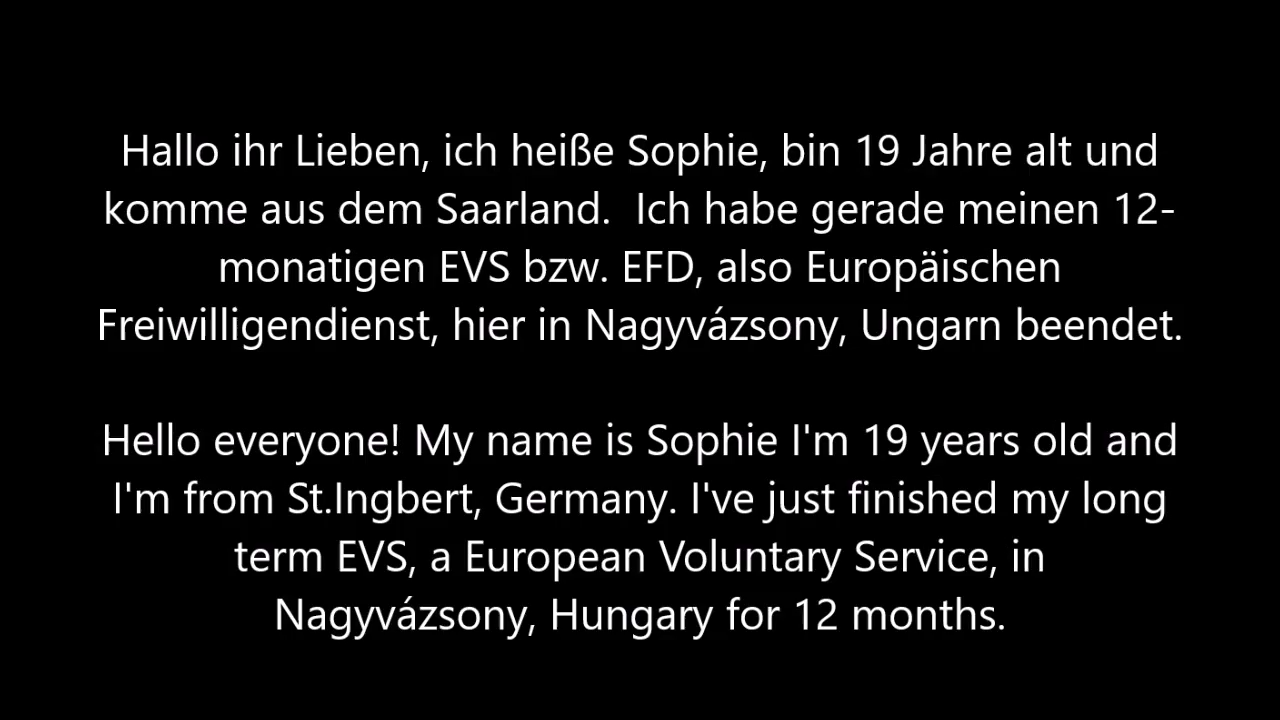 Hallo ihr Lieben, ich heiße Sophie, bin 19 Jahre alt und
komme aus dem Saarland.  Ich habe gerade meinen 12-
monatigen EVS bzw. EFD, also Europäischen
Freiwilligendienst, hier in Nagyvázsony, Ungarn beendet.
Hello everyone! My name is Sophie I'm 19 years old and
I'm from St.Ingbert, Germany. I've just finished my long
term EVS, a European Voluntary Service, in
Nagyvázsony, Hungary for 12 months.